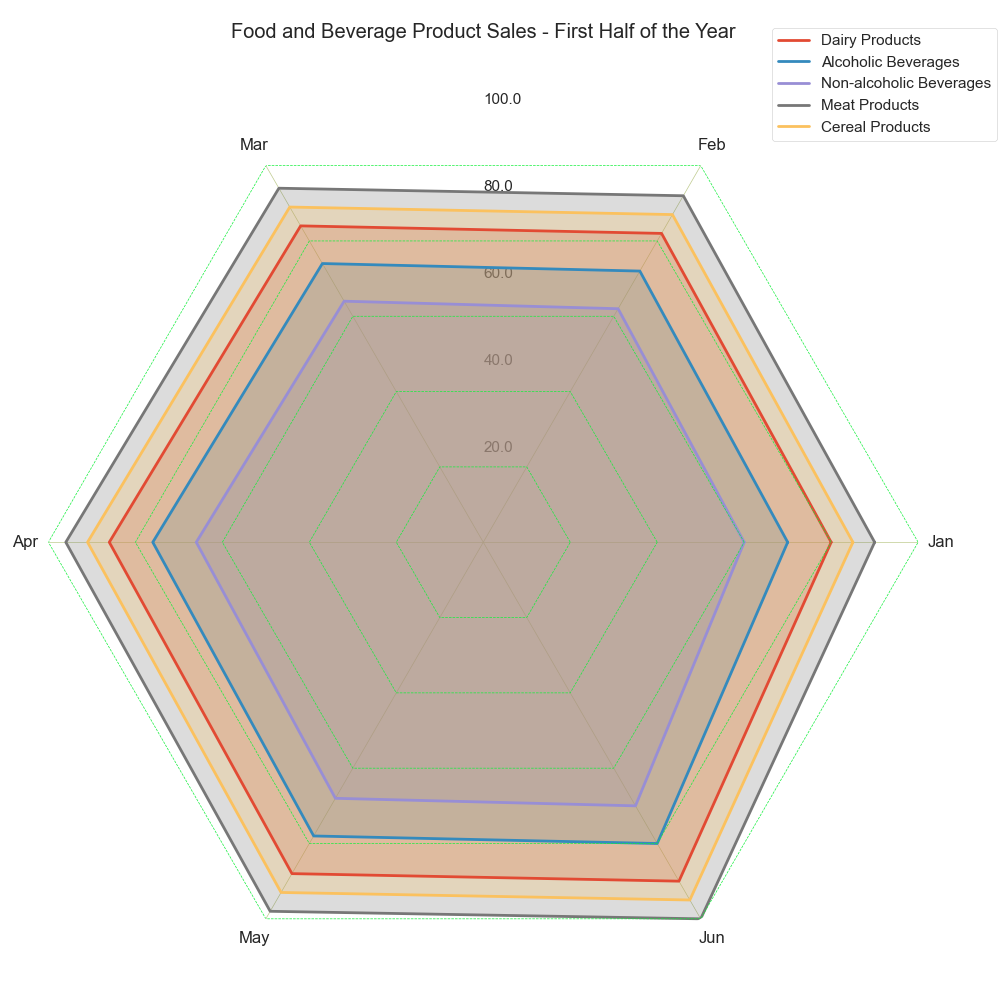 Food and Beverage Product Sales - First Half of the Year
Dairy Products
Alcoholic Beverages
Non-alcoholic Beverages
Meat Products
Cereal Products
100.0
Mar
Feb
80.0
60.0
40.0
20.0
Apr
Jan
May
Jun